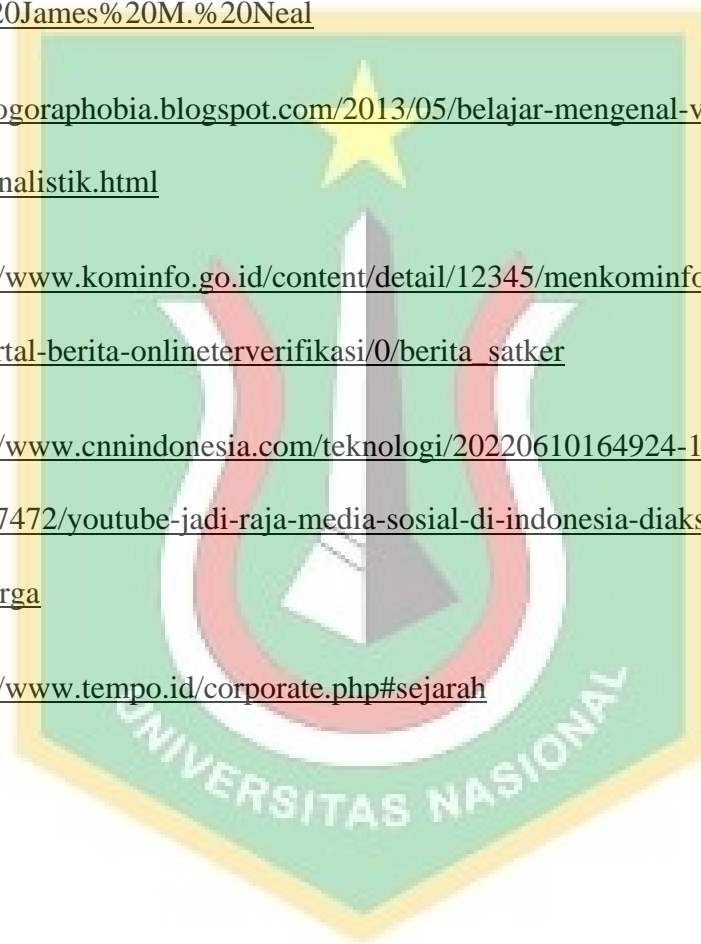 20James%20M.%20Neal
ogoraphobia.blogspot.com/2013/05/belajar-mengenal-v
nalistik.html
/www.kominfo.go.id/content/detail/12345/menkominfo
rtal-berita-onlineterverifikasi/0/berita_satker
/www.cnnindonesia.com/teknologi/20220610164924-1
7472/youtube-jadi-raja-media-sosial-di-indonesia-diaks
rga
/www.tempo.id/corporate.php#sejarah
UNIVERSITAS NASIONAL